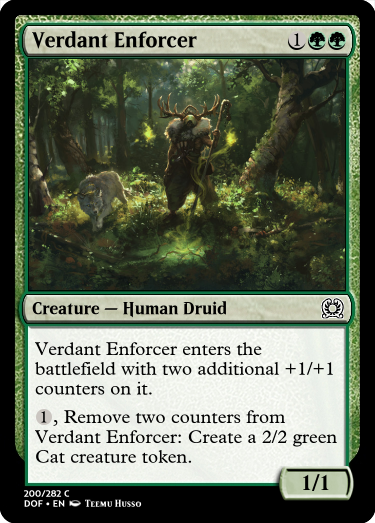 Verdant Enforcer 1
Creature — Human Druid
Verdant Enforcer enters the
battlefield with two additional +1/+1
counters on it.
1, Remove two counters from
Verdant Enforcer: Create a 2/2 green
Cat creature token.
1/1
200/282 C
DOF • EN Teemu Husso